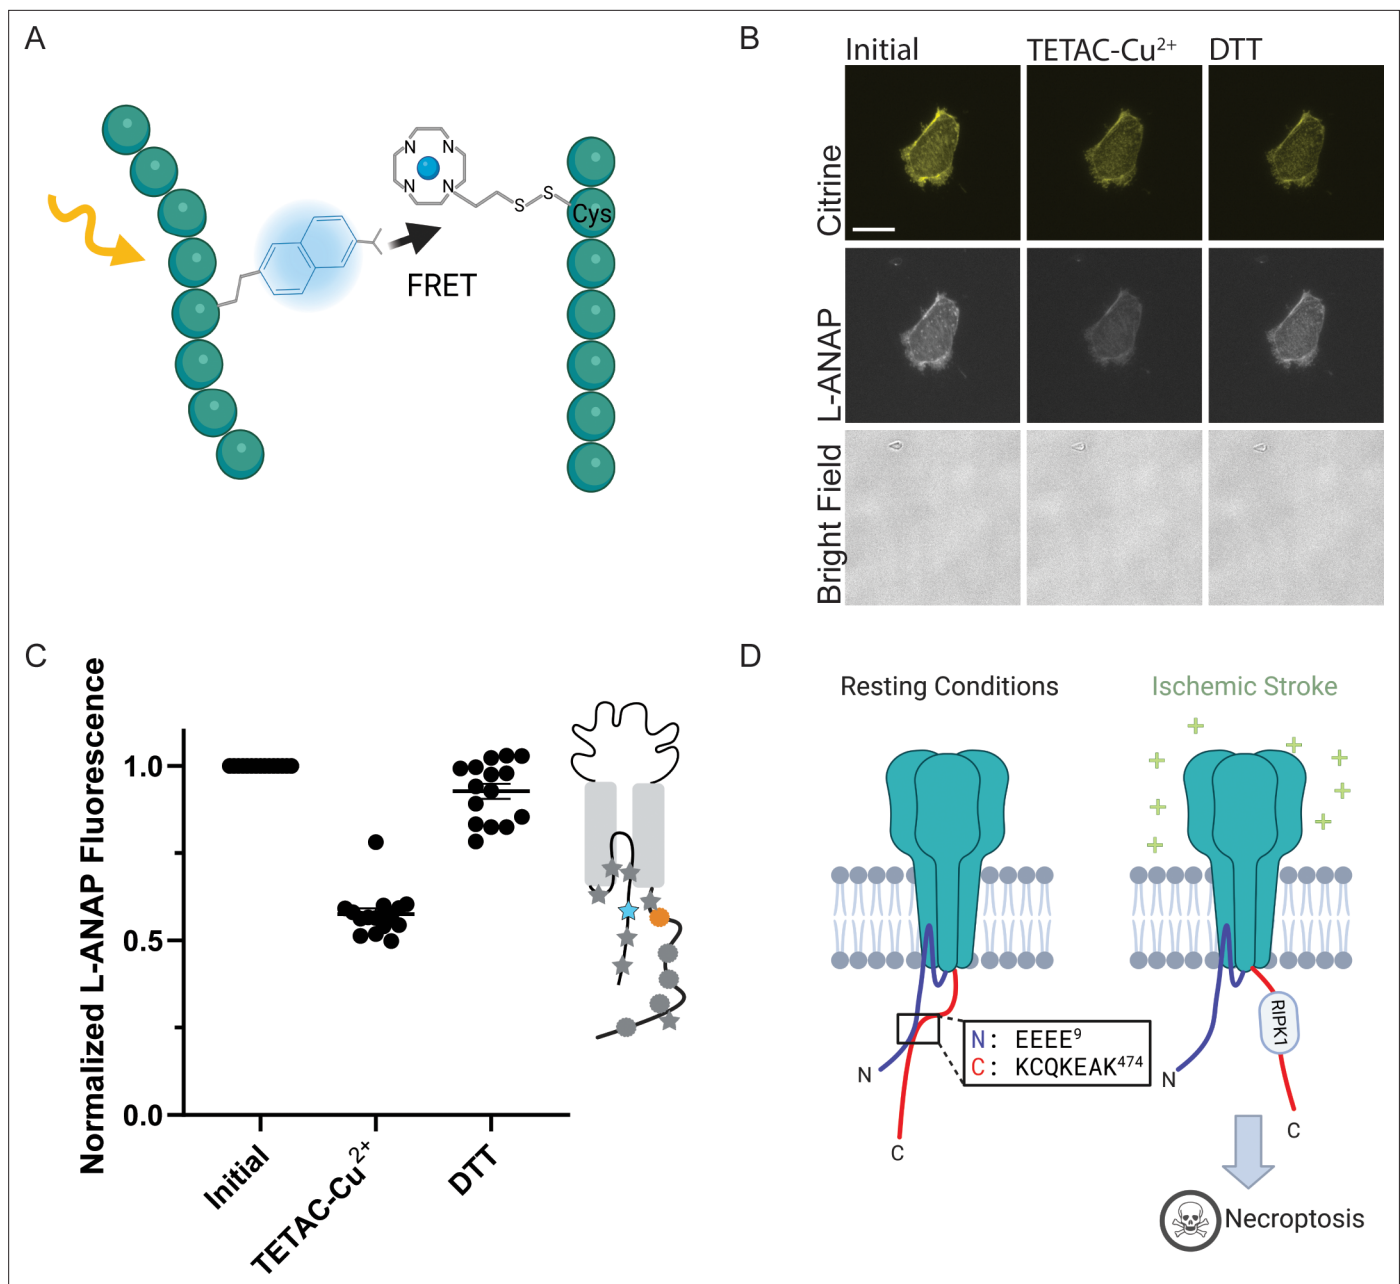 A
N
N
N
N
S
S
Cys
FRET
B
Initial
TETAC-Cu²⁺
DTT
Citrine
L-ANAP
Bright Field
C
Normalized L-ANAP Fluorescence
1.0
0.5
0.0
Initial
TETAC-Cu²⁺
DTT
D
Resting Conditions
Ischemic Stroke
N: EEEE⁹
C: KCQKEAK⁴⁷⁴
N
C
RIPK1
N
C
Necroptosis